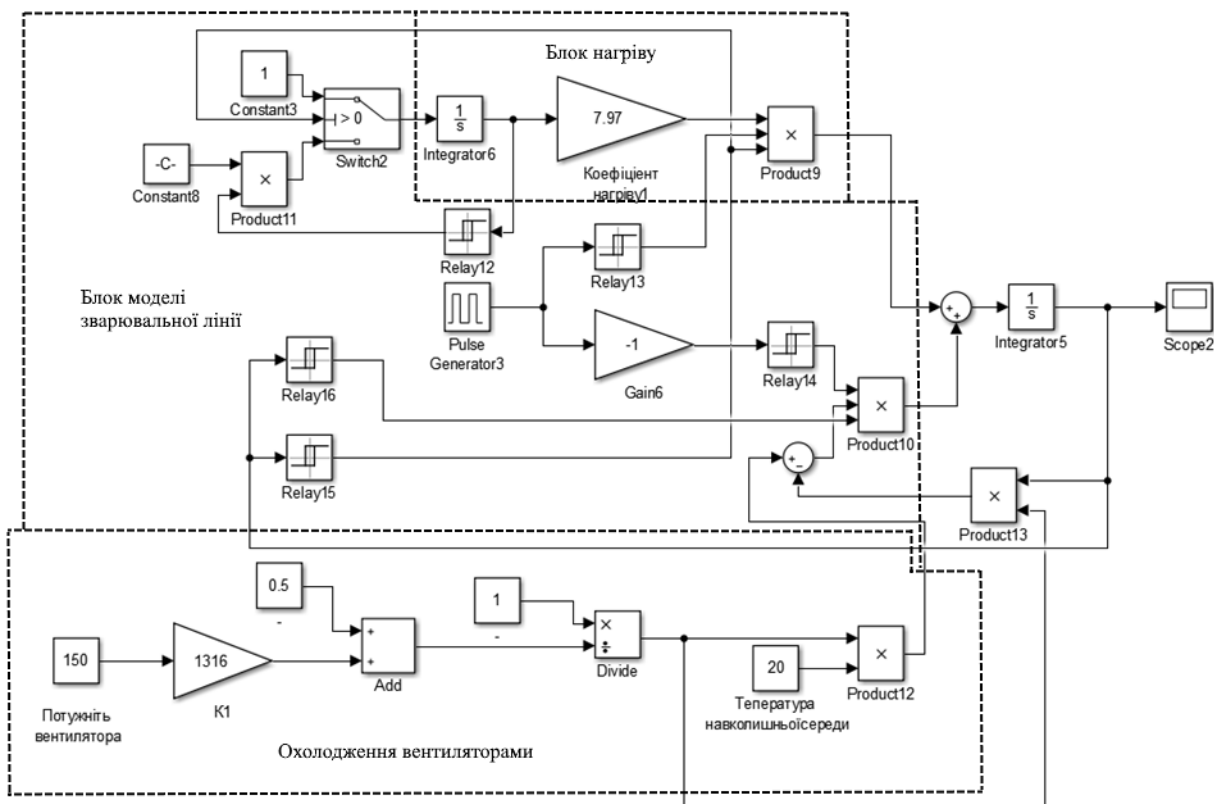 Блок нагріву
1
Constant3
> 0
Switch2
1
s
Integrator6
7.97
Коефіцієнт
нагріву1
×
Product9
-C-
Constant8
×
Product11
Relay12
Relay13
Блок моделі
зварювальної лінії
Pulse
Generator3
-1
Gain6
Relay14
Relay16
Relay15
×
Product10
+
+
1
s
Integrator5
Scope2
+
−
×
Product13
0.5
-
1
-
150
Потужніть
вентилятора
1316
K1
+
+
Add
×
÷
Divide
20
Тепература
навколишньоїсереди
×
Product12
Охолодження вентиляторами